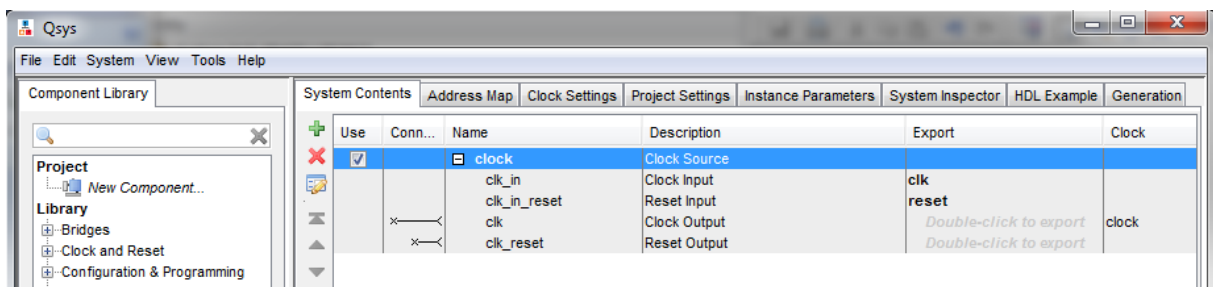 Qsys
File Edit System View Tools Help
Component Library
System Contents Address Map Clock Settings Project Settings Instance Parameters System Inspector HDL Example Generation
Use Conn... Name Description Export Clock
clock Clock Source
clk_in Clock Input clk
clk_in_reset Reset Input reset
clk Clock Output Double-click to export clock
clk_reset Reset Output Double-click to export
Project
New Component...
Library
Bridges
Clock and Reset
Configuration & Programming